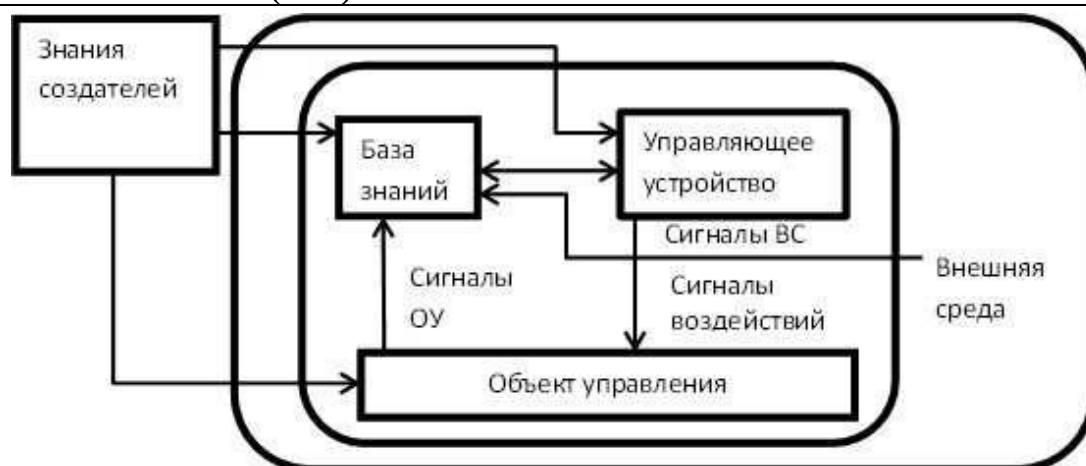 Знания
создателей
База
знаний
Управляющее
устройство
Сигналы ВС
Внешняя
среда
Сигналы
ОУ
Сигналы
воздействий
Объект управления